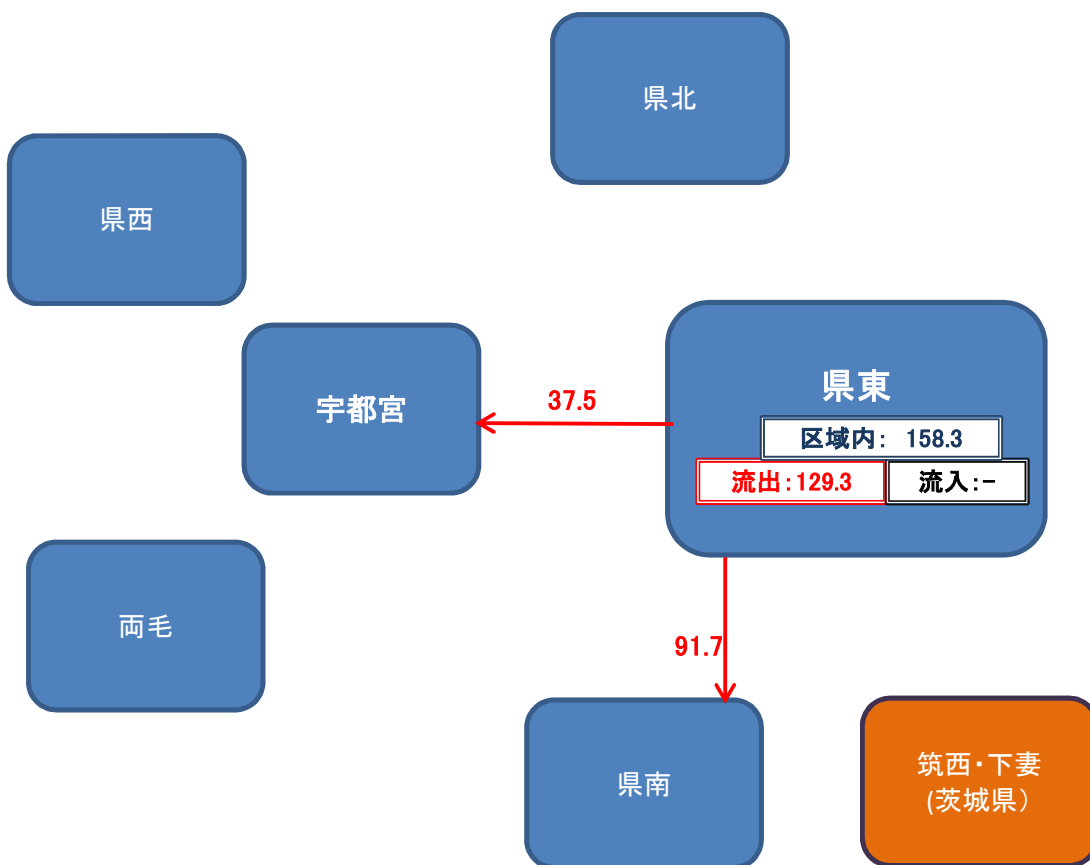 県北
県西
宇都宮
37.5
県東
区域内： 158.3
流出：129.3
流入：−
両毛
91.7
県南
筑西・下妻
(茨城県）